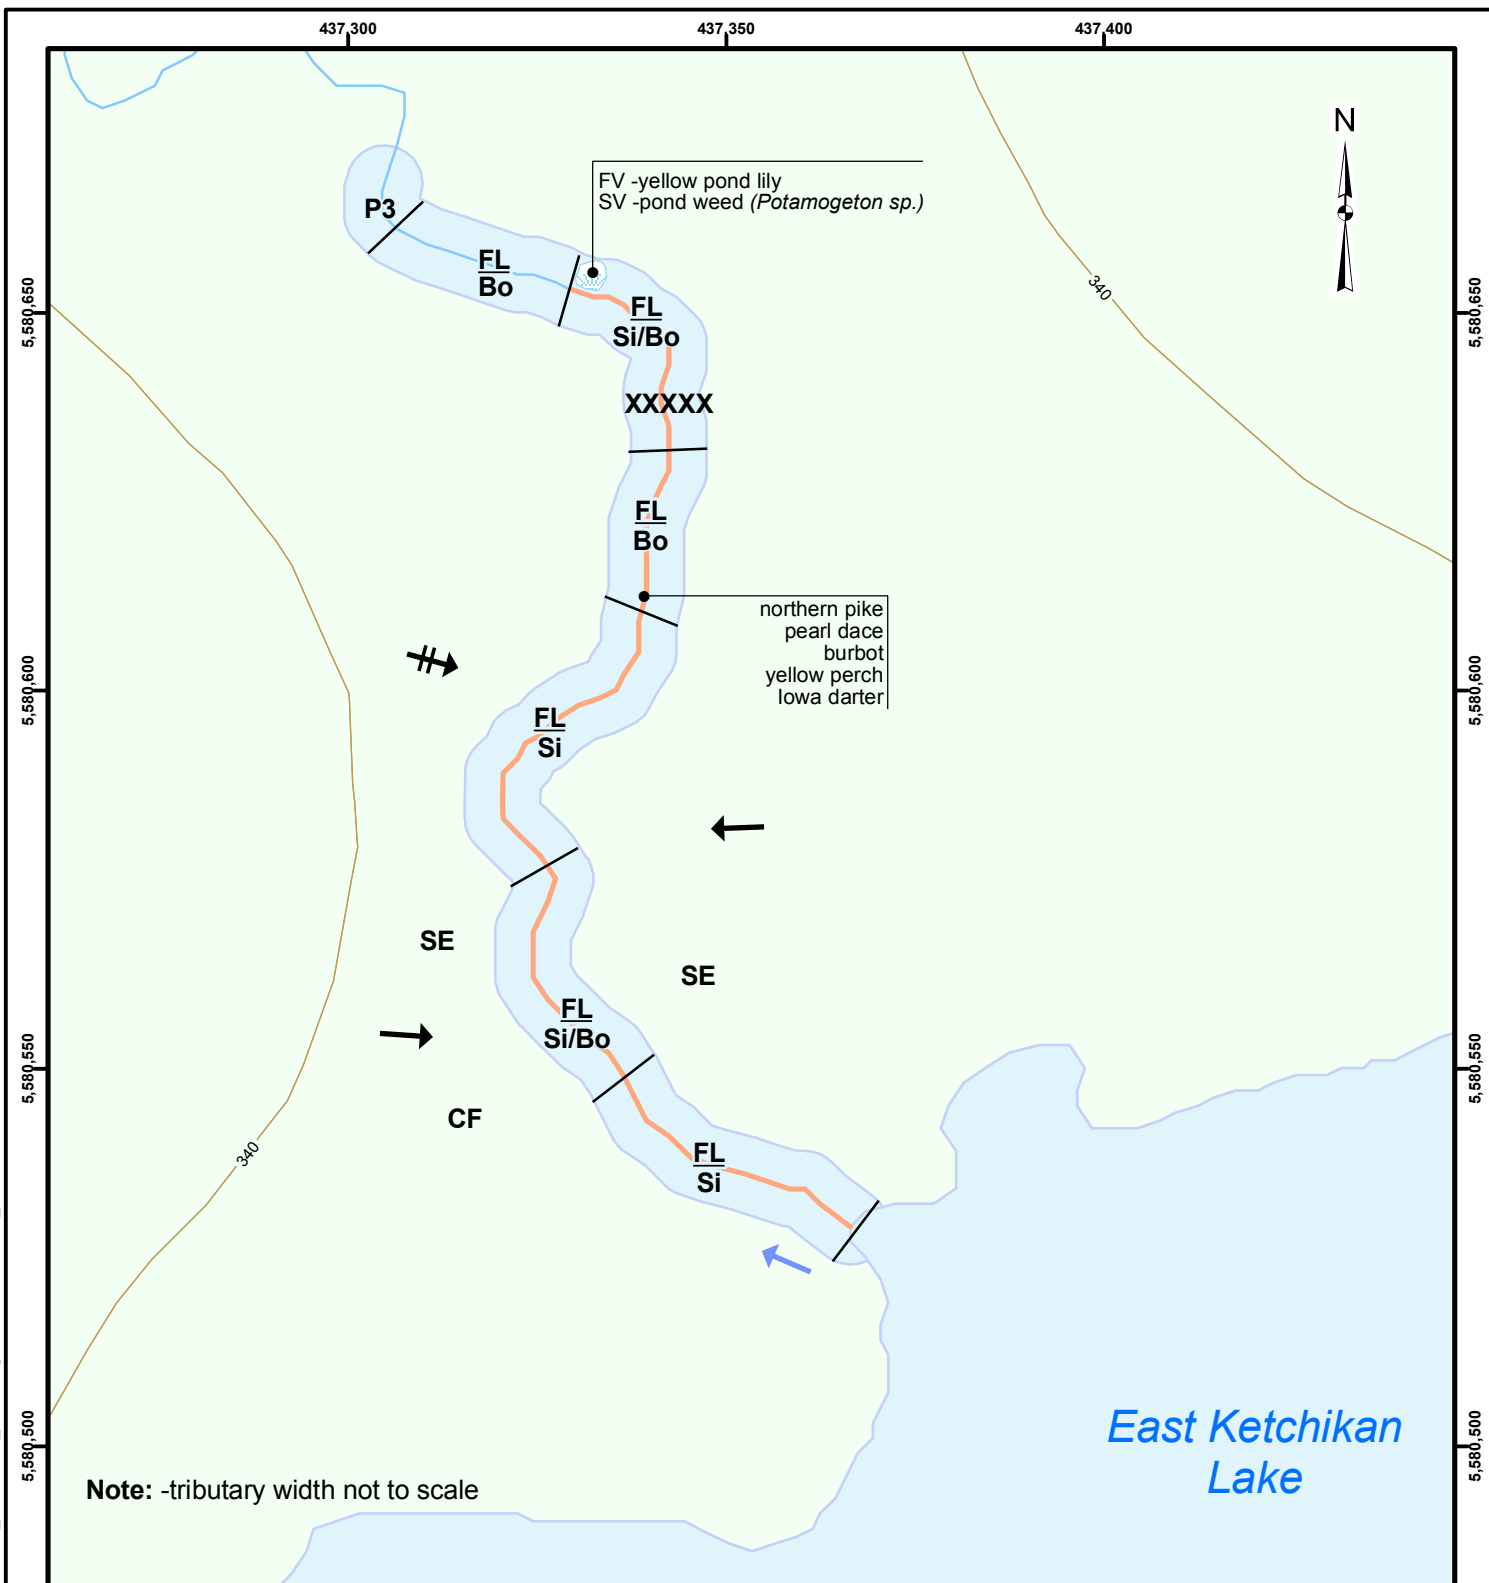 437,300
437,350
437,400
N
FV -yellow pond lily
SV -pond weed (Potamogeton sp.)
P3
FL
Bo
FL
Si/Bo
340
5,580,650
5,580,650
XXXXX
FL
Bo
northern pike
pearl dace
burbot
yellow perch
Iowa darter
5,580,600
5,580,600
FL
Si
SE
SE
FL
Si/Bo
5,580,550
5,580,550
CF
340
FL
Si
East Ketchikan
Lake
5,580,500
5,580,500
Note: -tributary width not to scale